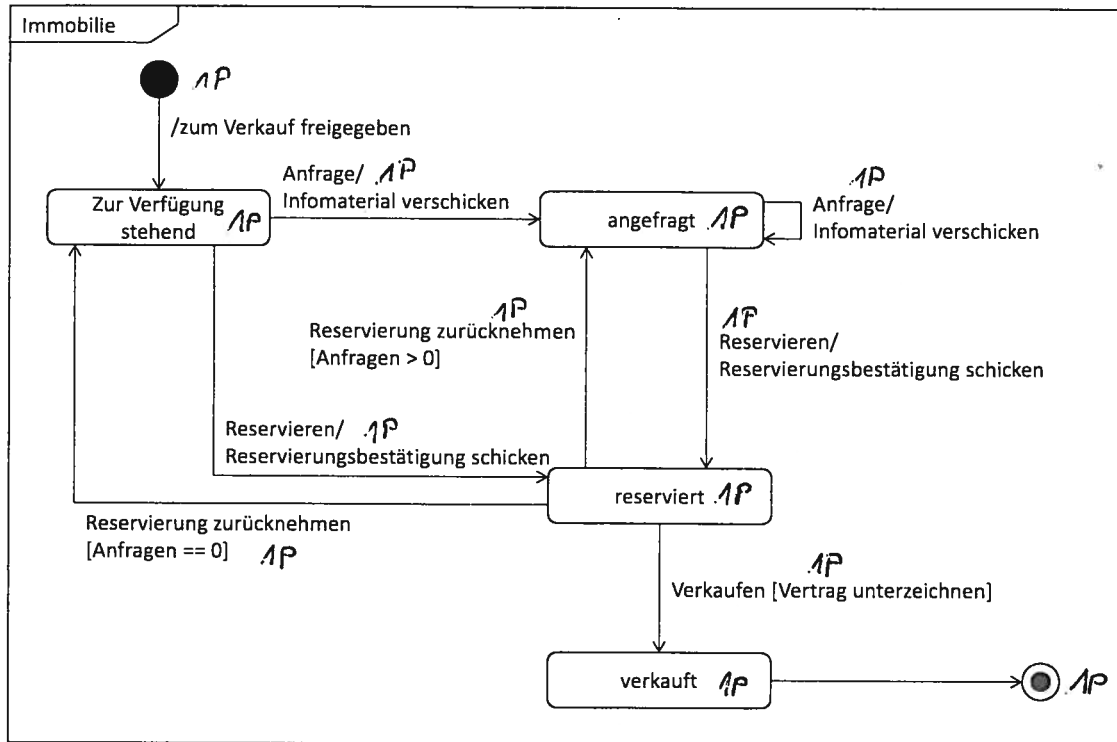 Immobilie
1P
/zum Verkauf freigegeben
Anfrage/ 1P
Infomaterial verschicken
Zur Verfügung
stehend 1P
angefragt 1P
1P
Anfrage/
Infomaterial verschicken
1P
Reservierung zurücknehmen
[Anfragen > 0]
1P
Reservieren/
Reservierungsbestätigung schicken
Reservieren/ 1P
Reservierungsbestätigung schicken
reserviert 1P
Reservierung zurücknehmen
[Anfragen == 0] 1P
1P
Verkaufen [Vertrag unterzeichnen]
verkauft 1P
1P